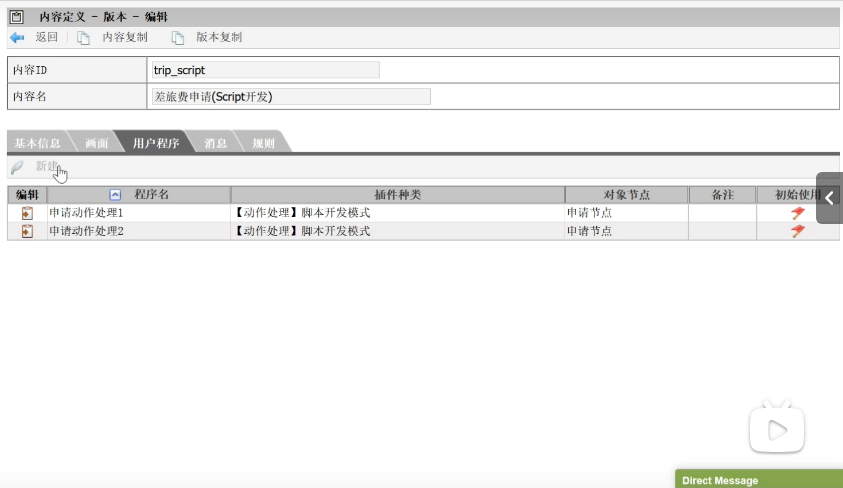 内容定义 - 版本 - 编辑
返回 内容复制 版本复制
内容ID trip_script
内容名 差旅费申请(Script开发)
基本信息 画面 用户程序 消息 规则
新建
编辑 程序名 插件种类 对象节点 备注 初始使用
申请动作处理1 【动作处理】脚本开发模式 申请节点
申请动作处理2 【动作处理】脚本开发模式 申请节点
Direct Message